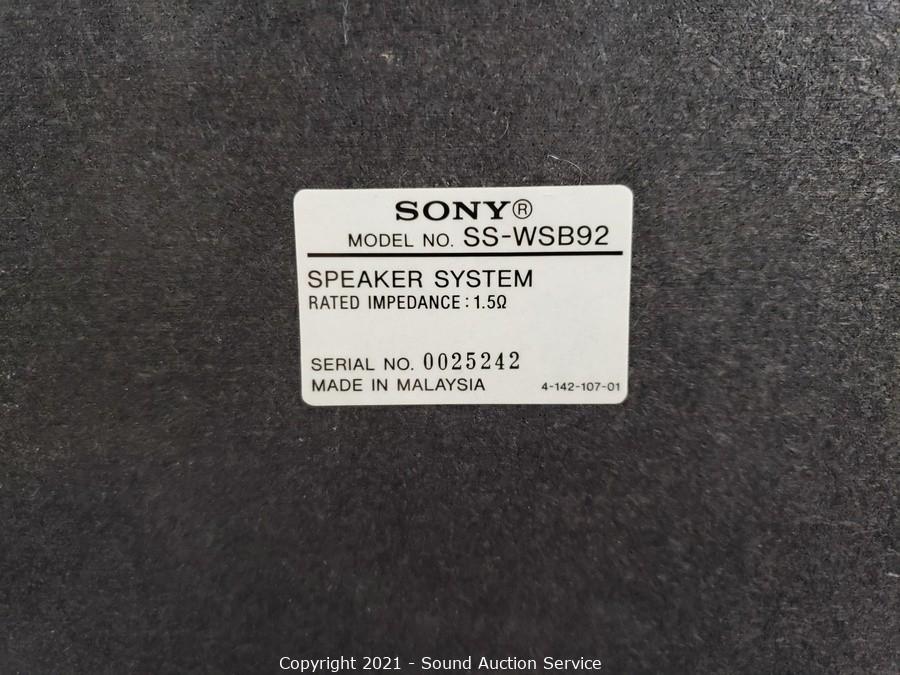 SONY®
MODEL NO. SS-WSB92
SPEAKER SYSTEM
RATED IMPEDANCE : 1.5Ω
SERIAL NO. 0025242
MADE IN MALAYSIA 4-142-107-01
Copyright 2021 - Sound Auction Service